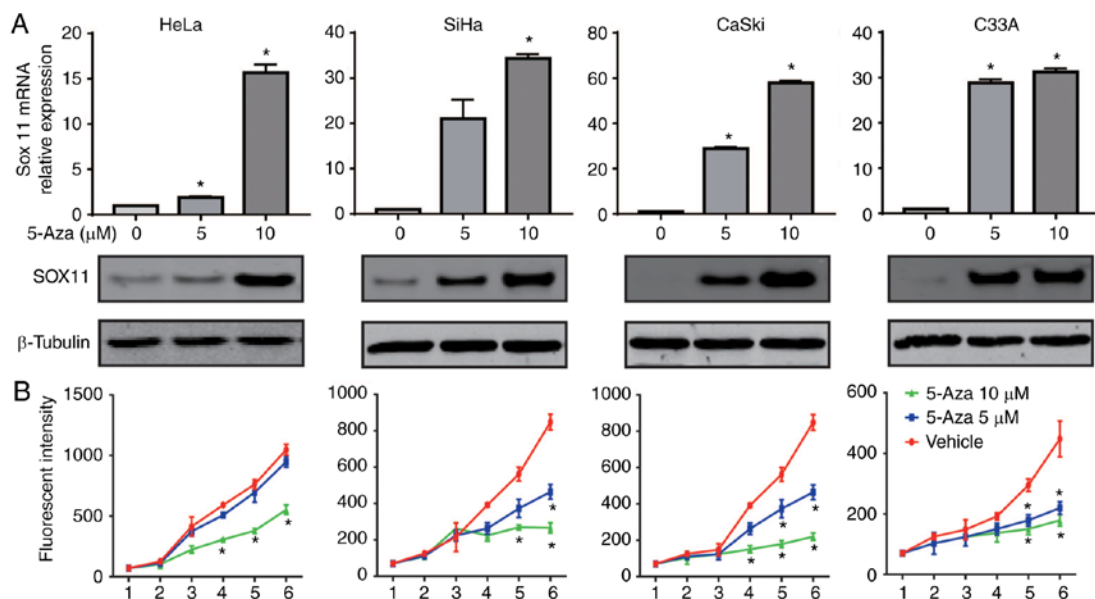 A
HeLa
SiHa
CaSki
C33A
Sox 11 mRNA
relative expression
20
15
10
5
0
*
*
40
30
20
10
0
*
80
60
40
20
0
*
*
40
30
20
10
0
*
*
5-Aza (μM)
0 5 10
0 5 10
0 5 10
0 5 10
SOX11
β-Tubulin
B
Fluorescent intensity
1500
1000
500
0
*
*
*
1 2 3 4 5 6
1000
800
600
400
200
0
*
*
*
1 2 3 4 5 6
1000
800
600
400
200
0
*
*
*
*
*
1 2 3 4 5 6
600
400
200
0
5-Aza 10 μM
5-Aza 5 μM
Vehicle
*
*
*
*
1 2 3 4 5 6